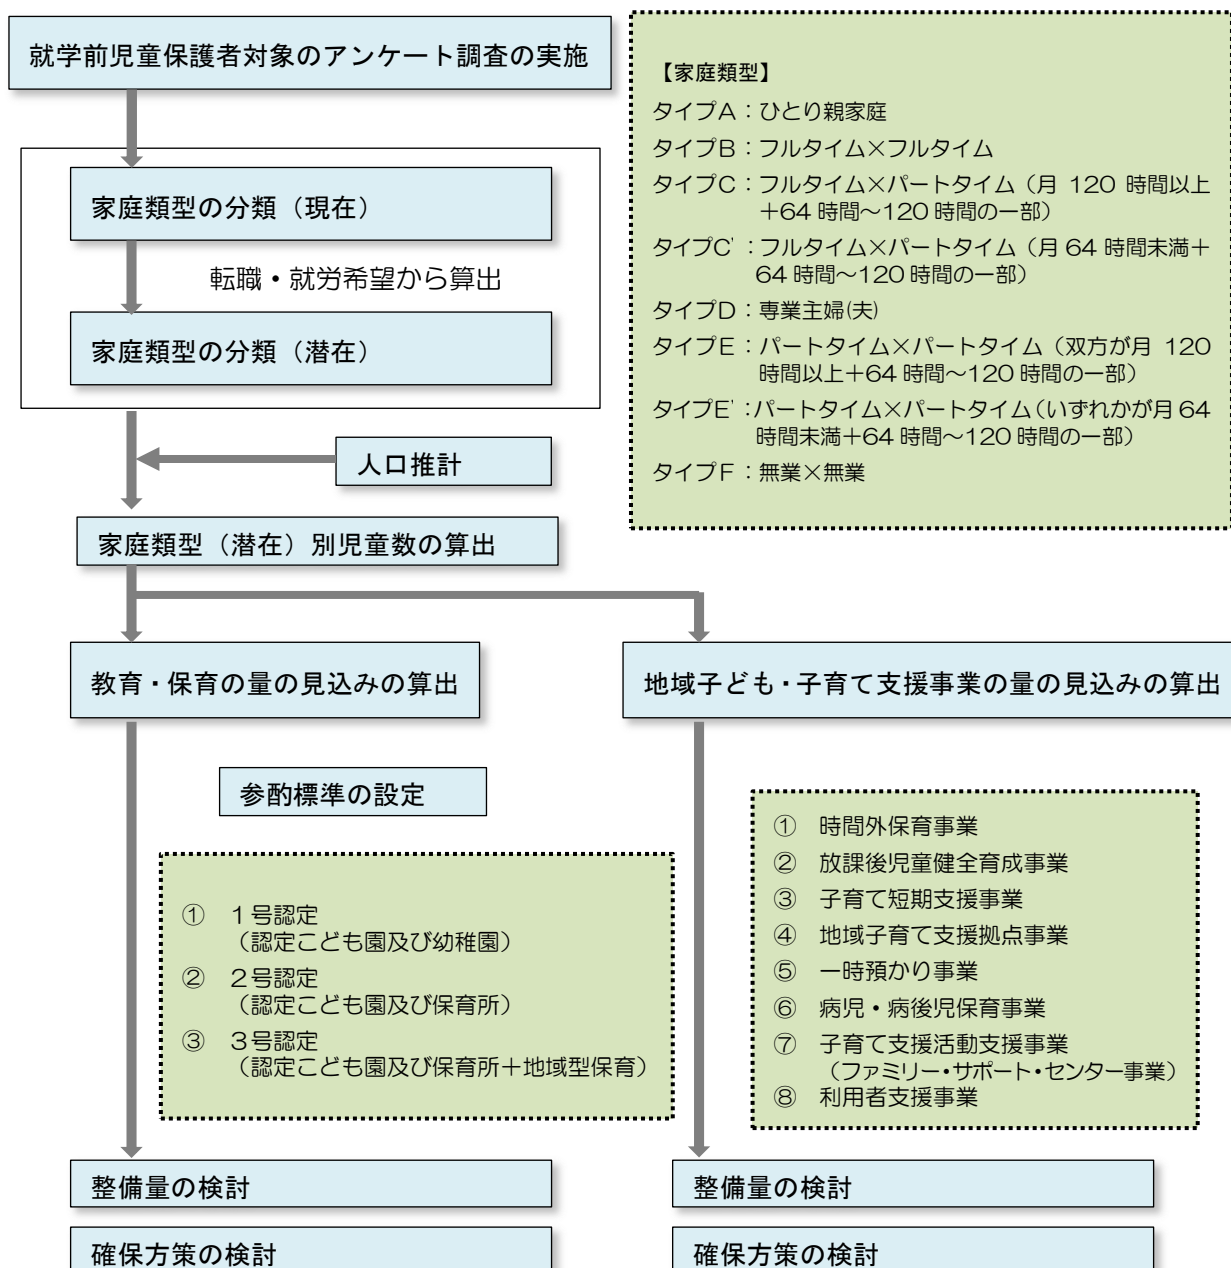 就学前児童保護者対象のアンケート調査の実施
家庭類型の分類（現在）
転職・就労希望から算出
家庭類型の分類（潜在）
人口推計
家庭類型（潜在）別児童数の算出
【家庭類型】
タイプA：ひとり親家庭
タイプB：フルタイム×フルタイム
タイプC：フルタイム×パートタイム（月 120 時間以上
＋64 時間～120 時間の一部）
タイプC'：フルタイム×パートタイム（月 64 時間未満＋
64 時間～120 時間の一部）
タイプD：専業主婦(夫)
タイプE：パートタイム×パートタイム（双方が月 120
時間以上＋64 時間～120 時間の一部）
タイプE'：パートタイム×パートタイム（いずれかが月 64
時間未満＋64 時間～120 時間の一部）
タイプF：無業×無業
教育・保育の量の見込みの算出
参酌標準の設定
① １号認定
（認定こども園及び幼稚園）
② ２号認定
（認定こども園及び保育所）
③ ３号認定
（認定こども園及び保育所＋地域型保育）
整備量の検討
確保方策の検討
地域子ども・子育て支援事業の量の見込みの算出
① 時間外保育事業
② 放課後児童健全育成事業
③ 子育て短期支援事業
④ 地域子育て支援拠点事業
⑤ 一時預かり事業
⑥ 病児・病後児保育事業
⑦ 子育て支援活動支援事業
（ファミリー・サポート・センター事業）
⑧ 利用者支援事業
整備量の検討
確保方策の検討